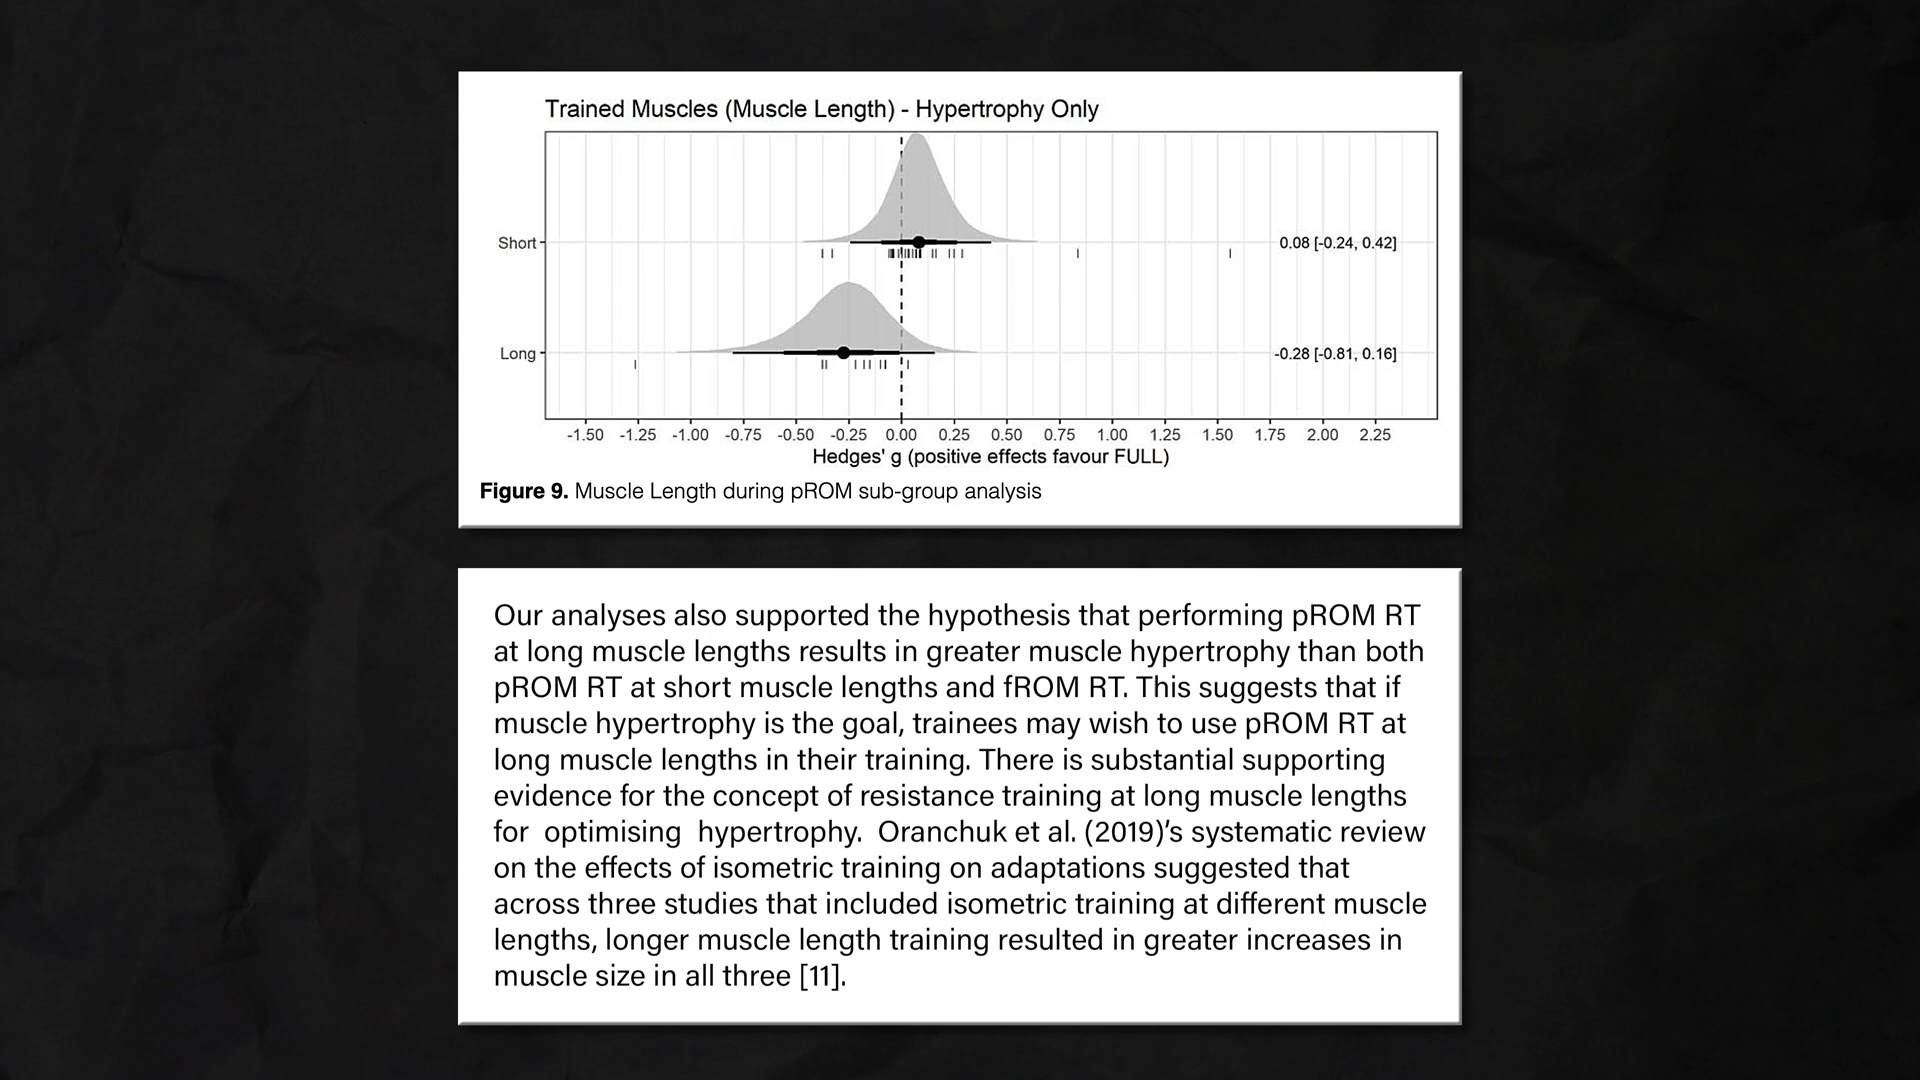 Trained Muscles (Muscle Length) - Hypertrophy Only
Short
0.08 [-0.24, 0.42]
Long
-0.28 [-0.81, 0.16]
-1.50 -1.25 -1.00 -0.75 -0.50 -0.25 0.00 0.25 0.50 0.75 1.00 1.25 1.50 1.75 2.00 2.25
Hedges' g (positive effects favour FULL)
Figure 9. Muscle Length during pROM sub-group analysis
Our analyses also supported the hypothesis that performing pROM RT
at long muscle lengths results in greater muscle hypertrophy than both
pROM RT at short muscle lengths and fROM RT. This suggests that if
muscle hypertrophy is the goal, trainees may wish to use pROM RT at
long muscle lengths in their training. There is substantial supporting
evidence for the concept of resistance training at long muscle lengths
for optimising hypertrophy. Oranchuk et al. (2019)’s systematic review
on the effects of isometric training on adaptations suggested that
across three studies that included isometric training at different muscle
lengths, longer muscle length training resulted in greater increases in
muscle size in all three [11].